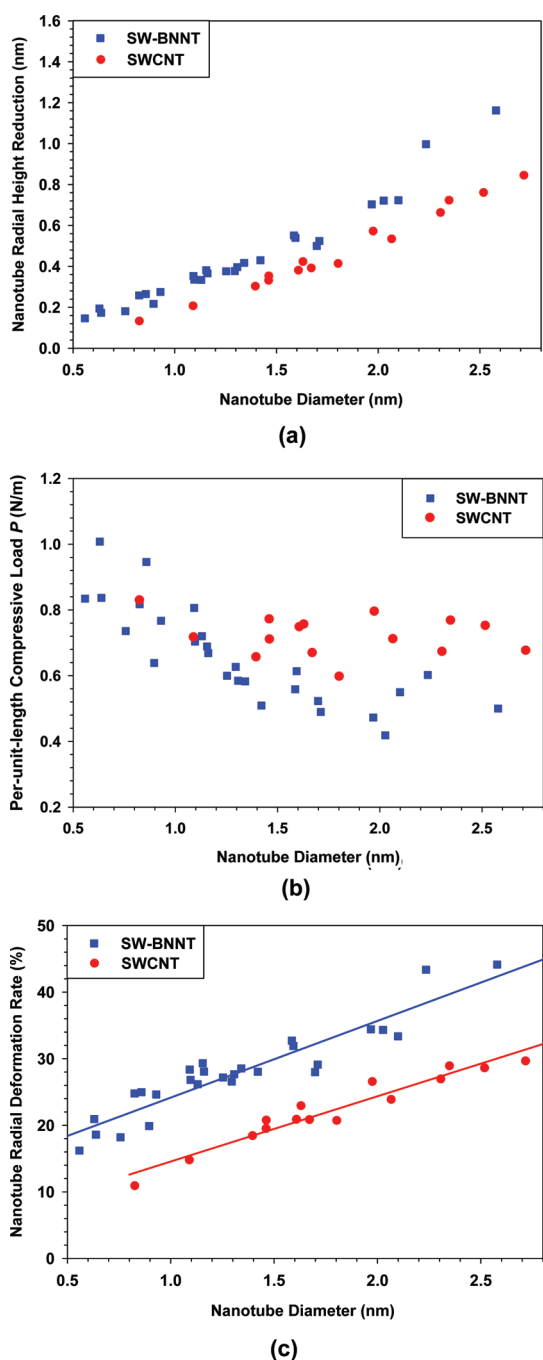 1.6
1.4
1.2
1.0
0.8
0.6
0.4
0.2
0.0
Nanotube Radial Height Reduction (nm)
SW-BNNT
SWCNT
0.5 1.0 1.5 2.0 2.5
Nanotube Diameter (nm)
(a)
1.2
1.0
0.8
0.6
0.4
0.2
Per-unit-length Compressive Load P (N/m)
SW-BNNT
SWCNT
0.5 1.0 1.5 2.0 2.5
Nanotube Diameter (nm)
(b)
50
40
30
20
10
0
Nanotube Radial Deformation Rate (%)
SW-BNNT
SWCNT
0.5 1.0 1.5 2.0 2.5
Nanotube Diameter (nm)
(c)